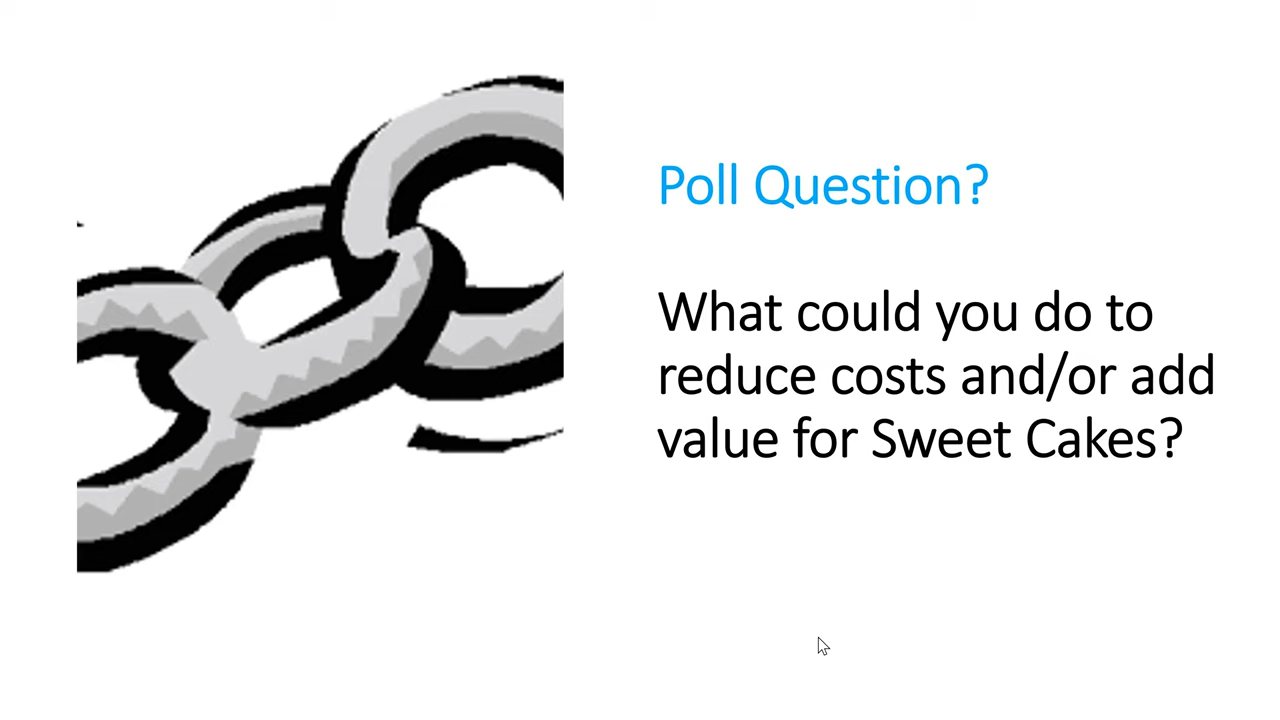 Poll Question?
What could you do to
reduce costs and/or add
value for Sweet Cakes?